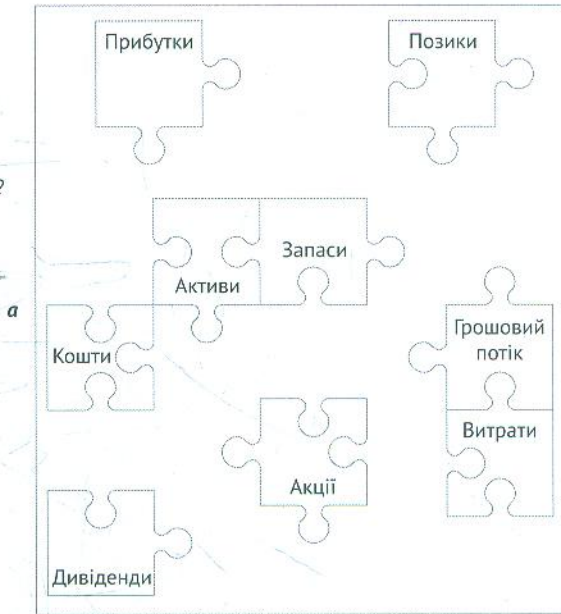 Прибутки
Позики
Запаси
Активи
а
Грошовий
потік
Кошти
Витрати
Акції
Дивіденди